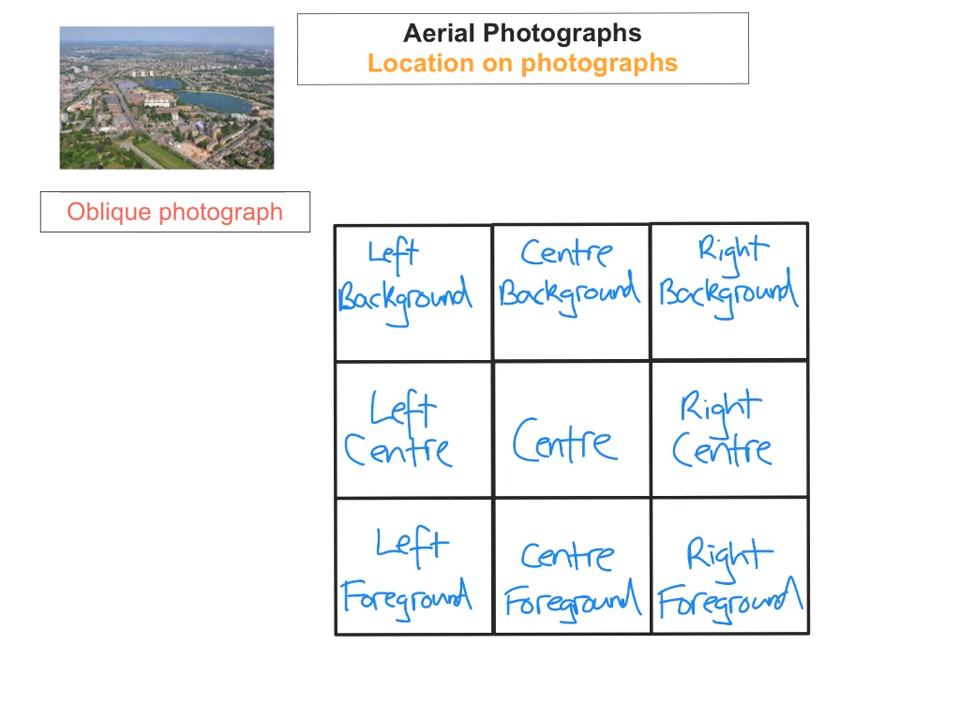 Aerial Photographs
Location on photographs
Oblique photograph
Left
Background
Centre
Background
Right
Background
Left
Centre
Centre
Right
Centre
Left
Foreground
Centre
Foreground
Right
Foreground